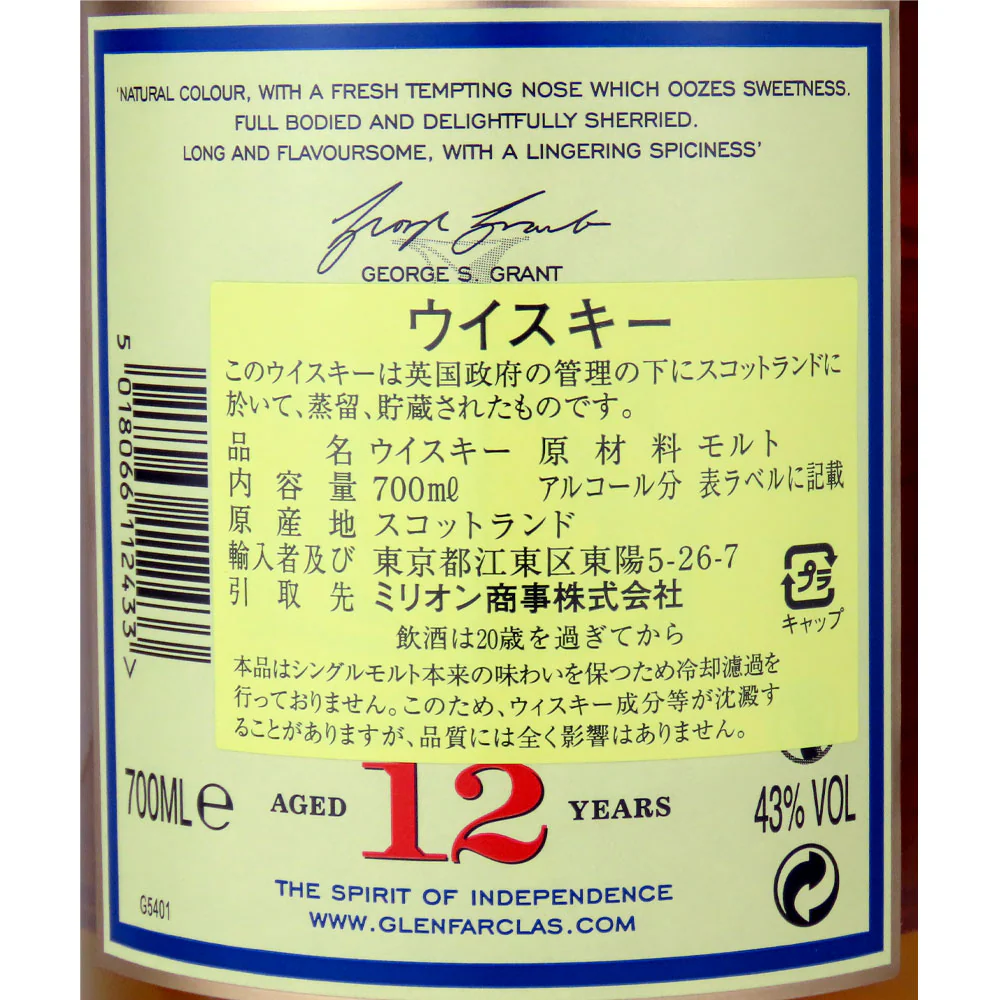 'NATURAL COLOUR, WITH A FRESH TEMPTING NOSE WHICH OOZES SWEETNESS.
FULL BODIED AND DELIGHTFULLY SHERRIED.
LONG AND FLAVOURSOME, WITH A LINGERING SPICINESS'
George S. Grant
GEORGE S. GRANT
5 018066 112433 >
ウイスキー
このウイスキーは英国政府の管理の下にスコットランドに
於いて、蒸留、貯蔵されたものです。
品名 ウイスキー 原材料 モルト
内容量 700mℓ アルコール分 表ラベルに記載
原産地 スコットランド
輸入者及び 東京都江東区東陽5-26-7
引取先 ミリオン商事株式会社
プラ
キャップ
飲酒は20歳を過ぎてから
本品はシングルモルト本来の味わいを保つため冷却濾過を
行っておりません。このため、ウィスキー成分等が沈澱す
ることがありますが、品質には全く影響はありません。
700ML e AGED 12 YEARS 43% VOL
THE SPIRIT OF INDEPENDENCE
WWW.GLENFARCLAS.COM
G5401